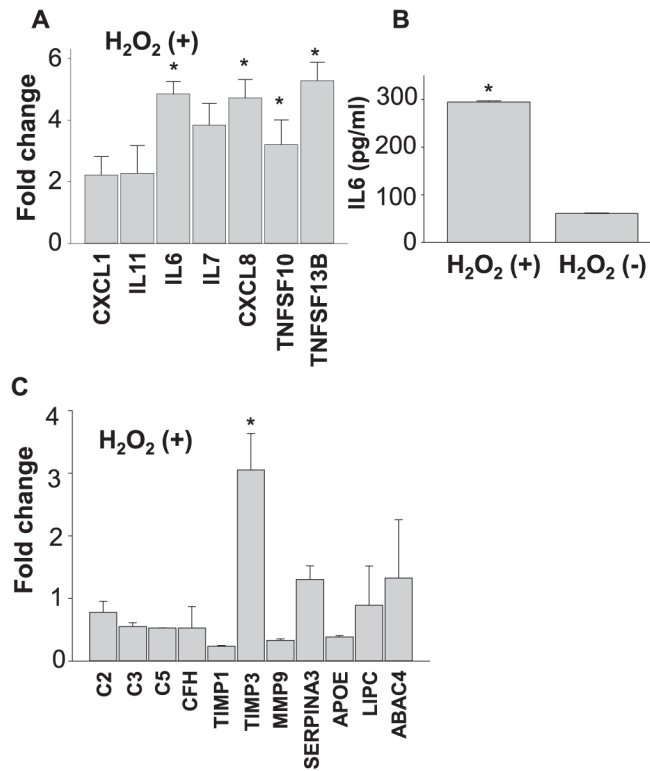 A
H₂O₂ (+)
Fold change
6
4
2
0
*
*
*
*
CXCL1
IL11
IL6
IL7
CXCL8
TNFSF10
TNFSF13B
B
IL6 (pg/ml)
300
200
100
0
*
H₂O₂ (+)
H₂O₂ (-)
C
H₂O₂ (+)
Fold change
4
3
2
1
0
*
C2
C3
C5
CFH
TIMP1
TIMP3
MMP9
SERPINA3
APOE
LIPC
ABAC4